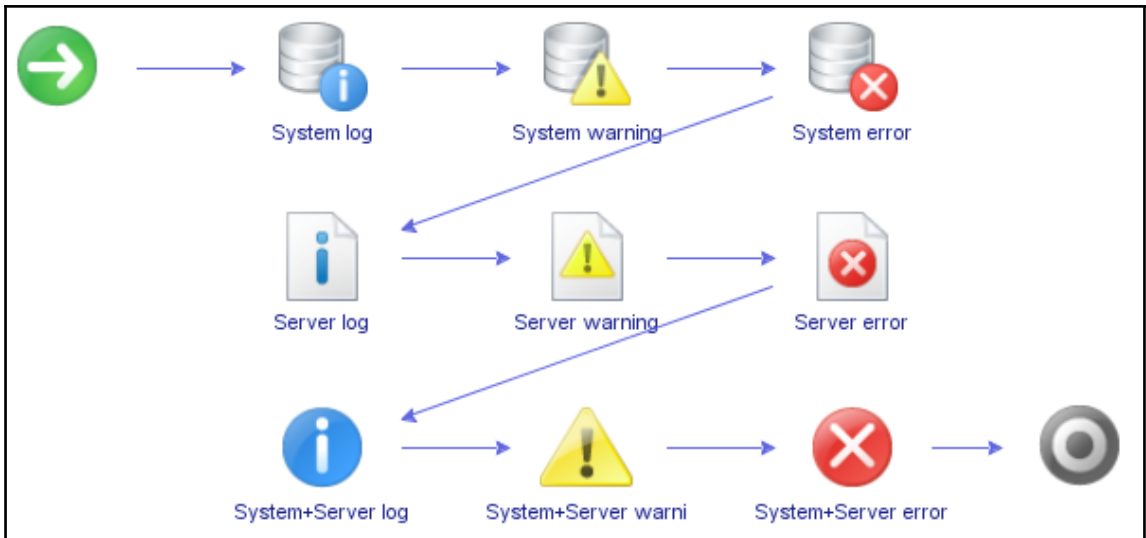 System log
System warning
System error
Server log
Server warning
Server error
System+Server log
System+Server warni
System+Server error